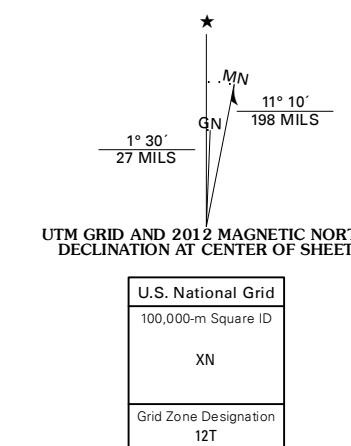 ★
MN
GN
11° 10´
198 MILS
1° 30´
27 MILS
UTM GRID AND 2012 MAGNETIC NORT
DECLINATION AT CENTER OF SHEET
U.S. National Grid
100,000-m Square ID
XN
Grid Zone Designation
12T